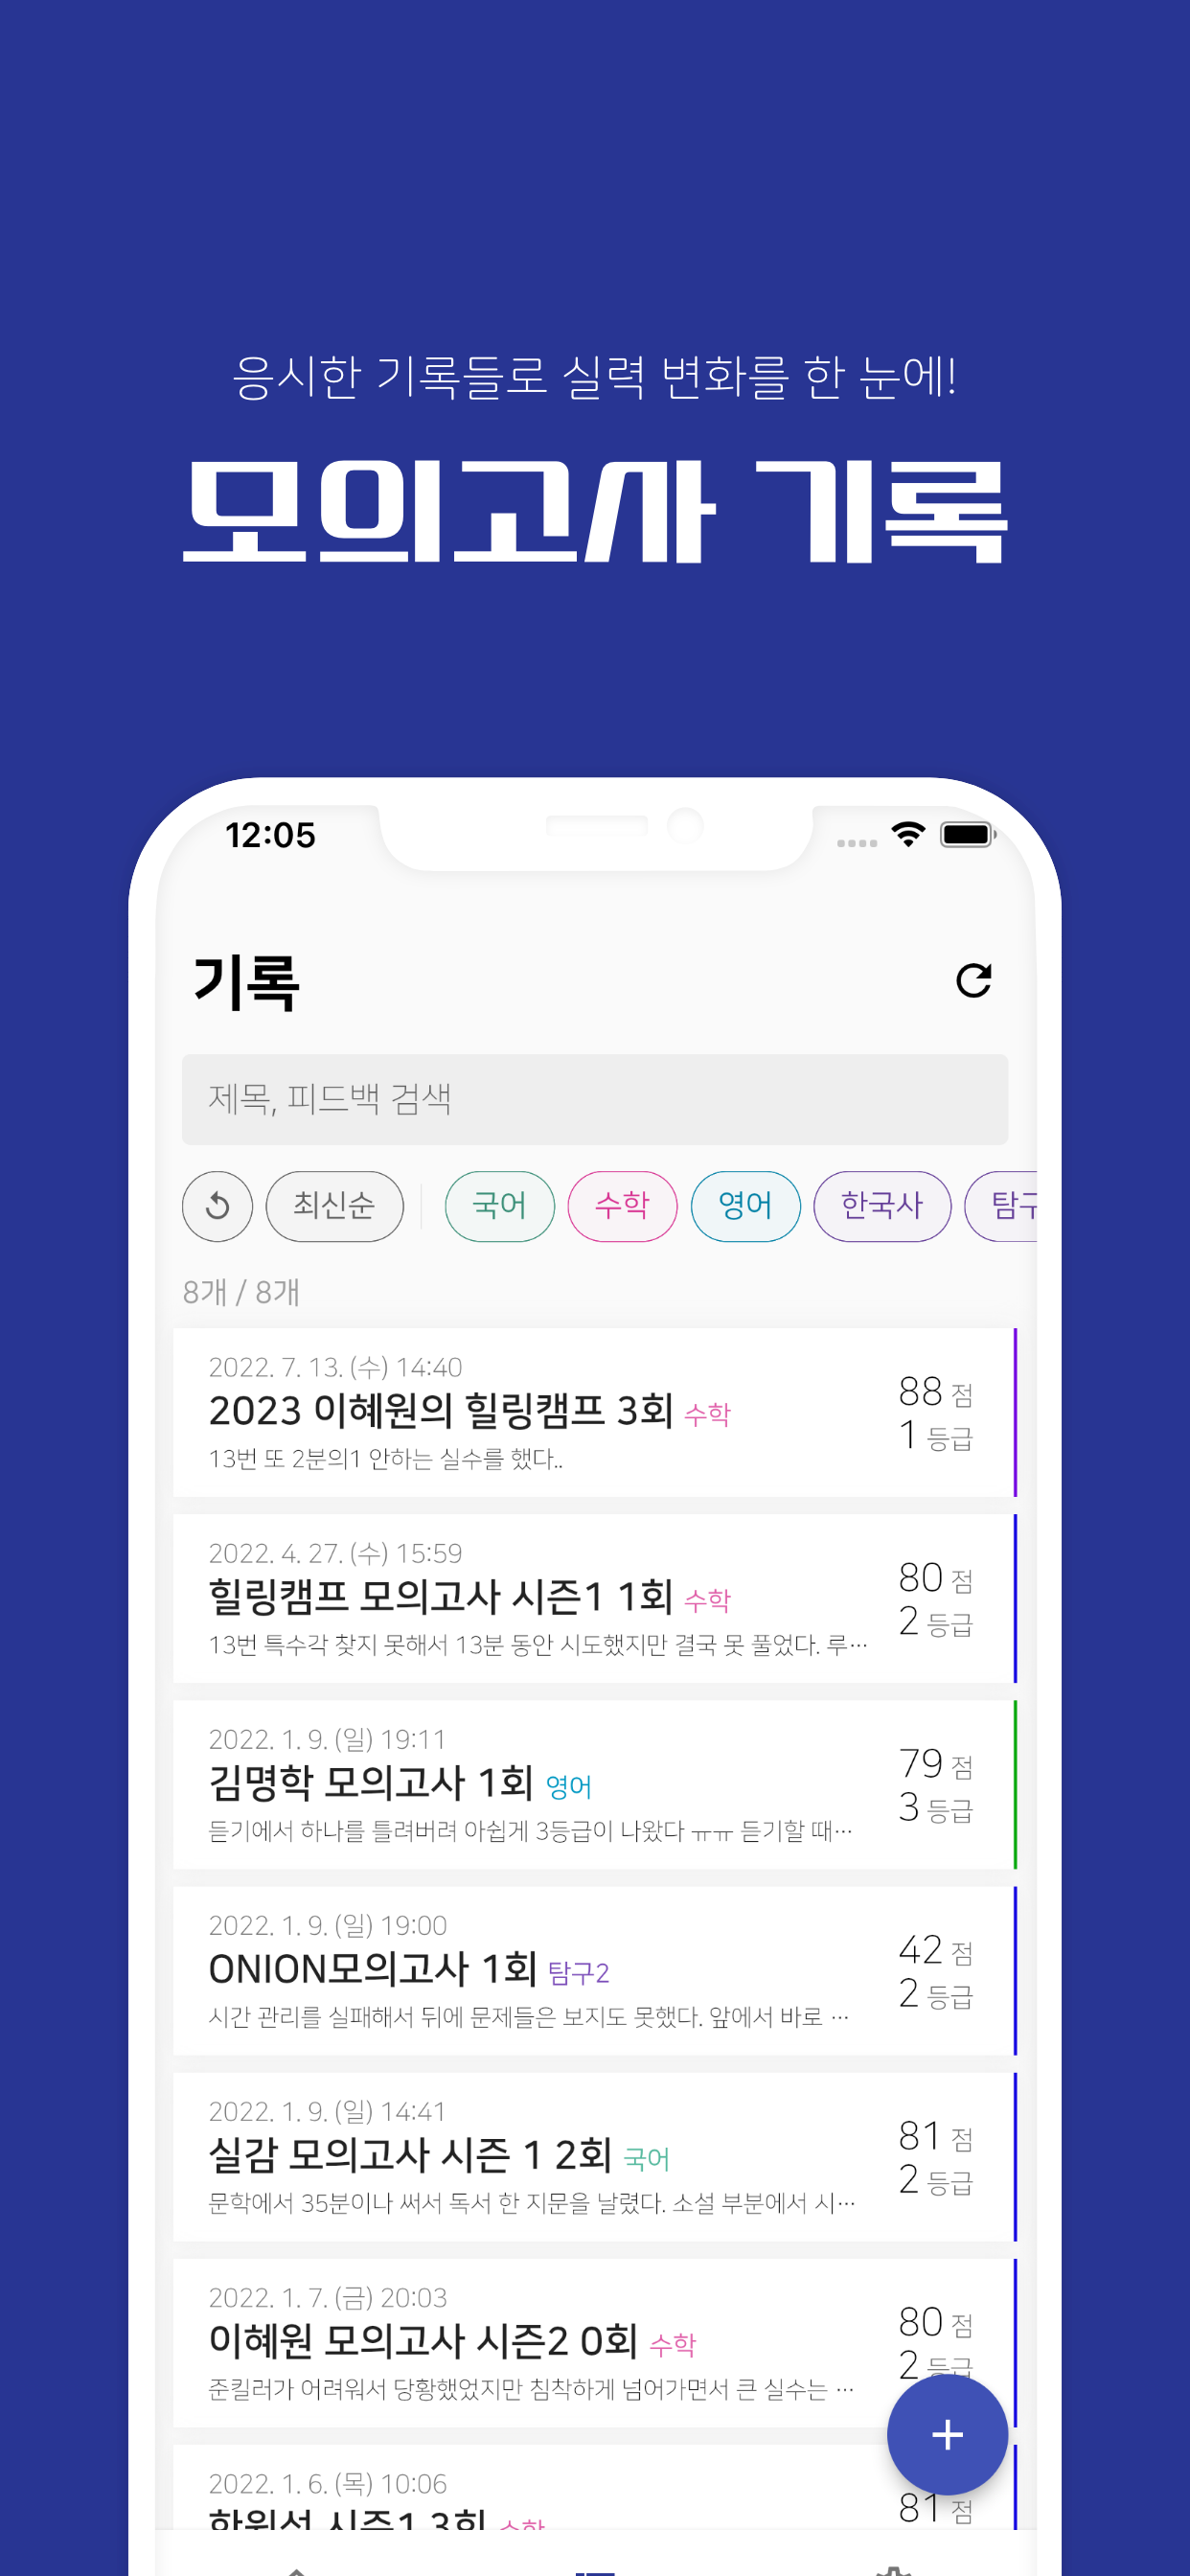 응시한 기록들로 실력 변화를 한 눈에!
모의고사 기록
12:05
기록
제목, 피드백 검색
최신순 국어 수학 영어 한국사 탐구
8개 / 8개
2022. 7. 13. (수) 14:40
2023 이혜원의 힐링캠프 3회 수학
13번 또 2분의1 안하는 실수를 했다..
88 점
1 등급
2022. 4. 27. (수) 15:59
힐링캠프 모의고사 시즌1 1회 수학
13번 특수각 찾지 못해서 13분 동안 시도했지만 결국 못 풀었다. 루…
80 점
2 등급
2022. 1. 9. (일) 19:11
김명학 모의고사 1회 영어
듣기에서 하나를 틀려버려 아쉽게 3등급이 나왔다 ㅠㅠ 듣기할 때…
79 점
3 등급
2022. 1. 9. (일) 19:00
ONION모의고사 1회 탐구2
시간 관리를 실패해서 뒤에 문제들은 보지도 못했다. 앞에서 바로 …
42 점
2 등급
2022. 1. 9. (일) 14:41
실감 모의고사 시즌 1 2회 국어
문학에서 35분이나 써서 독서 한 지문을 날렸다. 소설 부분에서 시…
81 점
2 등급
2022. 1. 7. (금) 20:03
이혜원 모의고사 시즌2 0회 수학
준킬러가 어려워서 당황했었지만 침착하게 넘어가면서 큰 실수는 …
80 점
2 등급
2022. 1. 6. (목) 10:06
시즌1 3회 수학
81 점